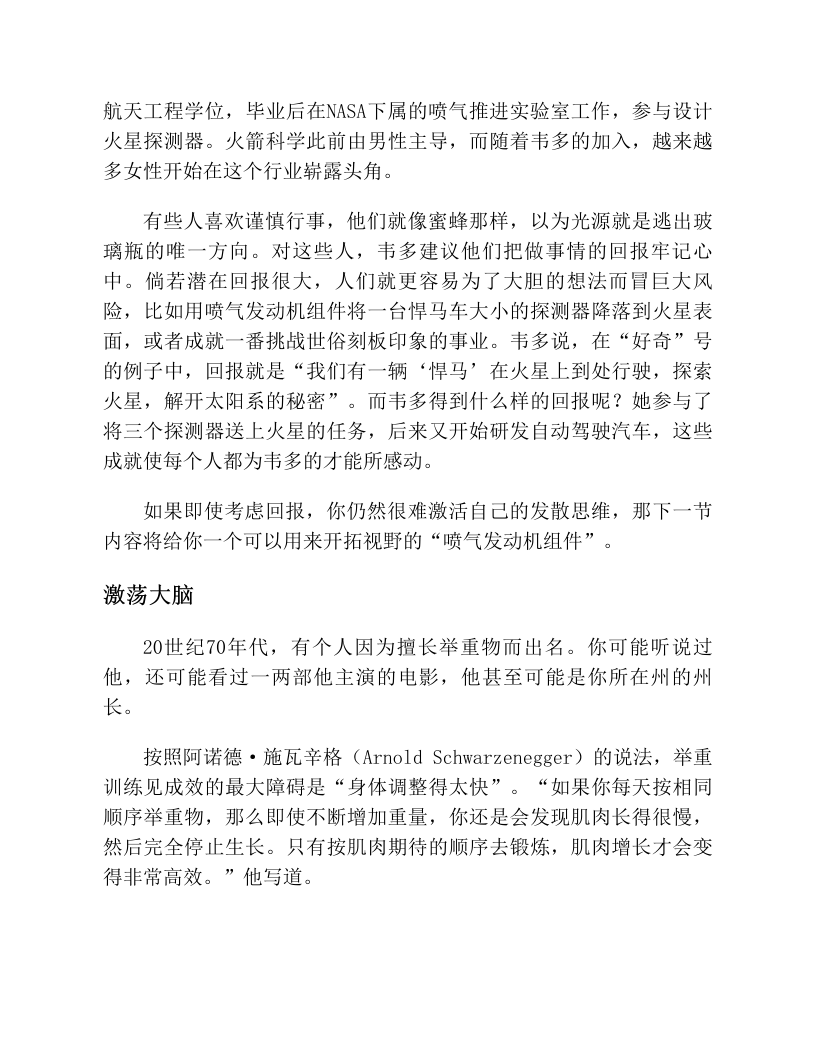 航天工程学位，毕业后在NASA下属的喷气推进实验室工作，参与设计
火星探测器。火箭科学此前由男性主导，而随着韦多的加入，越来越
多女性开始在这个行业崭露头角。
有些人喜欢谨慎行事，他们就像蜜蜂那样，以为光源就是逃出玻
璃瓶的唯一方向。对这些人，韦多建议他们把做事情的回报牢记心
中。倘若潜在回报很大，人们就更容易为了大胆的想法而冒巨大风
险，比如用喷气发动机组件将一台悍马车大小的探测器降落到火星表
面，或者成就一番挑战世俗刻板印象的事业。韦多说，在“好奇”号
的例子中，回报就是“我们有一辆‘悍马’在火星上到处行驶，探索
火星，解开太阳系的秘密”。而韦多得到什么样的回报呢？她参与了
将三个探测器送上火星的任务，后来又开始研发自动驾驶汽车，这些
成就使每个人都为韦多的才能所感动。
如果即使考虑回报，你仍然很难激活自己的发散思维，那下一节
内容将给你一个可以用来开拓视野的“喷气发动机组件”。
激荡大脑
20世纪70年代，有个人因为擅长举重物而出名。你可能听说过
他，还可能看过一两部他主演的电影，他甚至可能是你所在州的州
长。
按照阿诺德·施瓦辛格（Arnold Schwarzenegger）的说法，举重
训练见成效的最大障碍是“身体调整得太快”。“如果你每天按相同
顺序举重物，那么即使不断增加重量，你还是会发现肌肉长得很慢，
然后完全停止生长。只有按肌肉期待的顺序去锻炼，肌肉增长才会变
得非常高效。”他写道。